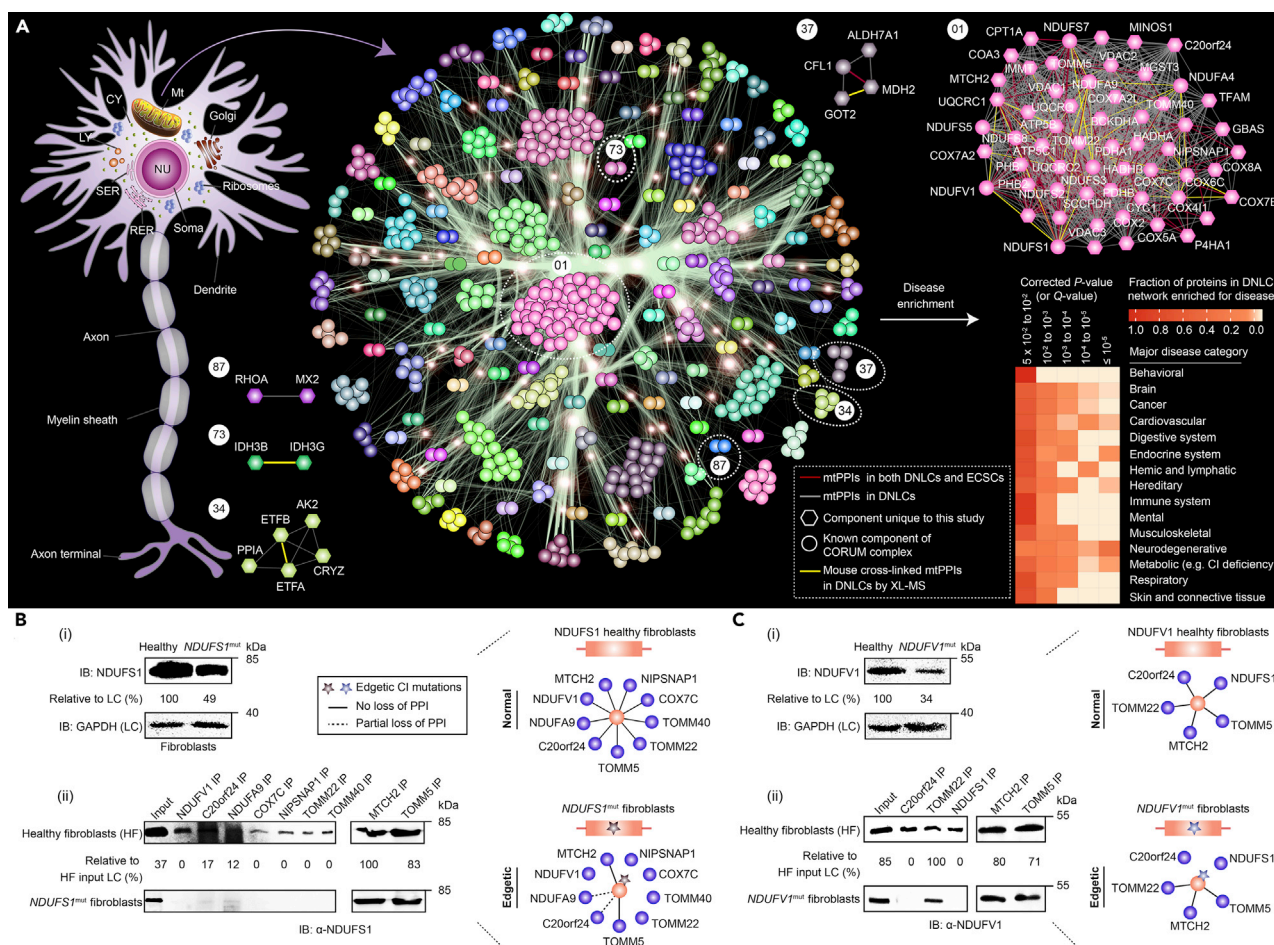 A
CY
Mt
Golgi
LY
NU
SER
Ribosomes
RER
Soma
Dendrite
Axon
Myelin sheath
Axon terminal
87
RHOA
MX2
73
IDH3B
IDH3G
34
AK2
ETFB
PPIA
CRYZ
ETFA
73
01
37
34
87
37
ALDH7A1
CFL1
MDH2
GOT2
Disease
enrichment
01
NDUFS7
MINOS1
CPT1A
C20orf24
COA3
VDAC2
TOMM5
IMMT
MGST3
MTCH2
VDAC1
NDUFA9
NDUFA4
COX7A2L
UQCRC1
UQCRQ
TOMM40
TFAM
BCKDHA
NDUFS5
ATP5B
GBAS
NDUFS8
TOMM22
HADHA
ATP5C1
PDHA1
NIPSNAP1
COX7A2
PHB
UQCRC2
HADHB
COX8A
PHB2
NDUFS3
COX7C
COX6C
NDUFV1
NDUFS2
PDHB
COX7B
SCCPDH
CYC1
COX4I1
COX2
VDAC3
COX5A
P4HA1
NDUFS1
mtPPIs in both DNLCs and ECSCs
mtPPIs in DNLCs
Component unique to this study
Known component of
CORUM complex
Mouse cross-linked mtPPIs
in DNLCs by XL-MS
Corrected P-value
(or Q-value)
5 x 10-2 to 10-2
10-2 to 10-3
10-3 to 10-4
10-4 to 10-5
≤ 10-5
Fraction of proteins in DNLC
network enriched for disease
1.0 0.6 0.4 0.2 0.0
Major disease category
Behavioral
Brain
Cancer
Cardiovascular
Digestive system
Endocrine system
Hemic and lymphatic
Hereditary
Immune system
Mental
Musculoskeletal
Neurodegenerative
Metabolic (e.g. CI deficiency)
Respiratory
Skin and connective tissue
B
(i)
Healthy NDUFS1mut kDa
85
IB: NDUFS1
Relative to LC (%) 100 49
40
IB: GAPDH (LC)
Fibroblasts
Edgetic CI mutations
No loss of PPI
Partial loss of PPI
NDUFS1 healthy fibroblasts
Normal
MTCH2
NIPSNAP1
NDUFV1
COX7C
NDUFA9
TOMM40
C20orf24
TOMM22
TOMM5
(ii)
Input
NDUFV1 IP
C20orf24 IP
NDUFA9 IP
COX7C IP
NIPSNAP1 IP
TOMM22 IP
TOMM40 IP
MTCH2 IP
TOMM5 IP
kDa
85
Healthy fibroblasts (HF)
Relative to
HF input LC (%)
37 0 17 12 0 0 0 0 100 83
85
NDUFS1mut fibroblasts
IB: α-NDUFS1
NDUFS1mut fibroblasts
Edgetic
MTCH2
NIPSNAP1
NDUFV1
COX7C
NDUFA9
TOMM40
C20orf24
TOMM22
TOMM5
C
(i)
Healthy NDUFV1mut kDa
55
IB: NDUFV1
Relative to LC (%) 100 34
40
IB: GAPDH (LC)
NDUFV1 healthy fibroblasts
Normal
C20orf24
NDUFS1
TOMM22
TOMM5
MTCH2
(ii)
Input
C20orf24 IP
TOMM22 IP
NDUFS1 IP
MTCH2 IP
TOMM5 IP
kDa
55
Healthy fibroblasts (HF)
Relative to
HF input LC (%)
85 0 100 0 80 71
55
NDUFV1mut fibroblasts
IB: α-NDUFV1
NDUFV1mut fibroblasts
Edgetic
C20orf24
NDUFS1
TOMM22
TOMM5
MTCH2